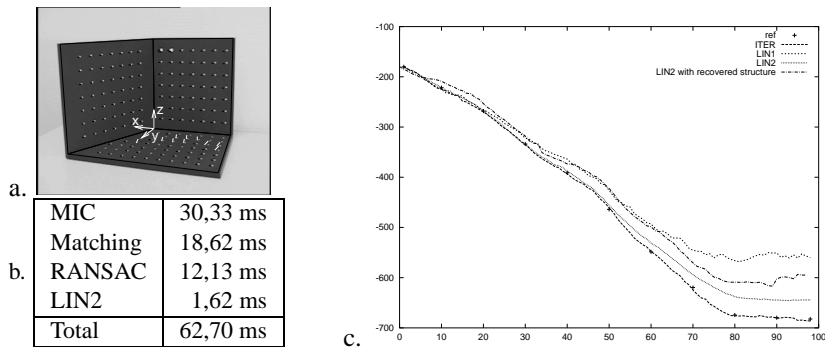 x
y
z
a.
MIC 30,33 ms
Matching 18,62 ms
b. RANSAC 12,13 ms
LIN2 1,62 ms
Total 62,70 ms
ref
ITER
LIN1
LIN2
LIN2 with recovered structure
-100
-200
-300
-400
-500
-600
-700
0 10 20 30 40 50 60 70 80 90 100
c.